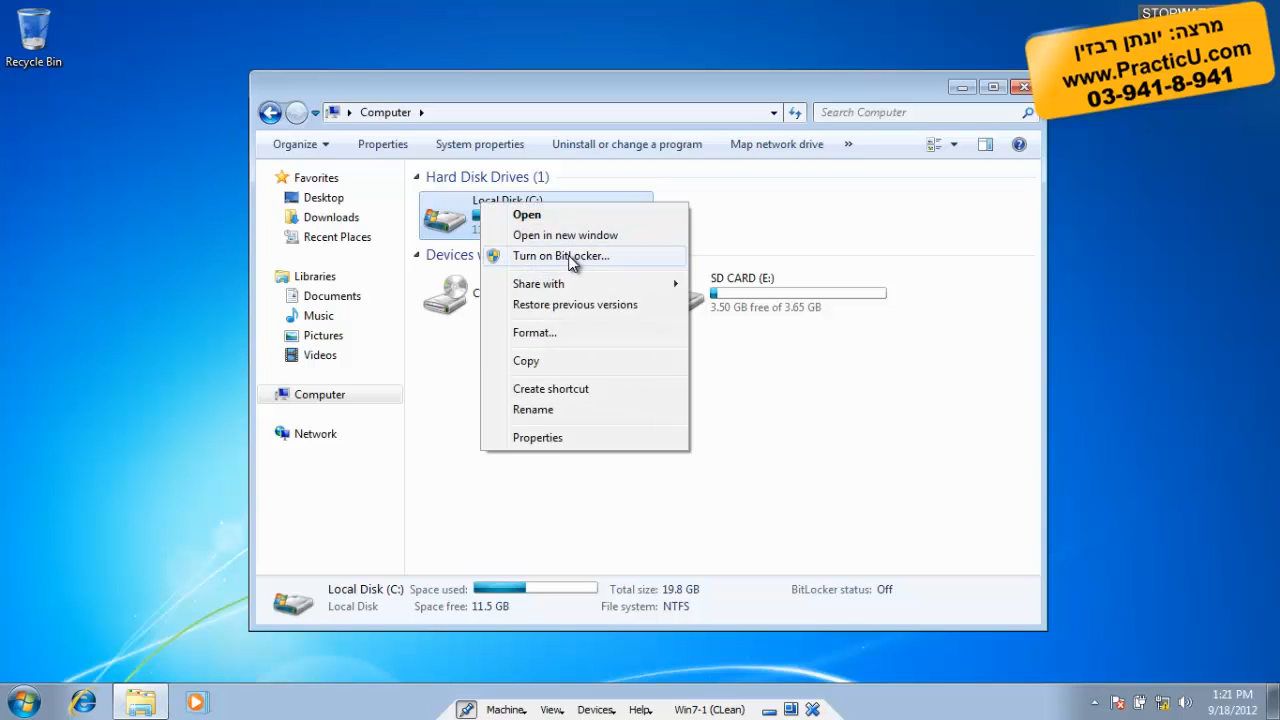 Recycle Bin
מרצה: יונתן רבזין
www.PracticU.com
03-941-8-941
Computer
Search Computer
Organize
Properties
System properties
Uninstall or change a program
Map network drive
»
Favorites
Desktop
Downloads
Recent Places
Libraries
Documents
Music
Pictures
Videos
Computer
Network
Hard Disk Drives (1)
Local Disk (C:)
Devices
SD CARD (E:)
3.50 GB free of 3.65 GB
Open
Open in new window
Turn on BitLocker...
Share with
Restore previous versions
Format...
Copy
Create shortcut
Rename
Properties
Local Disk (C:) Space used: Total size: 19.8 GB BitLocker status: Off
Local Disk Space free: 11.5 GB File system: NTFS
Machine View Devices Help Win7-1 (CLean)
1:21 PM
9/18/2012